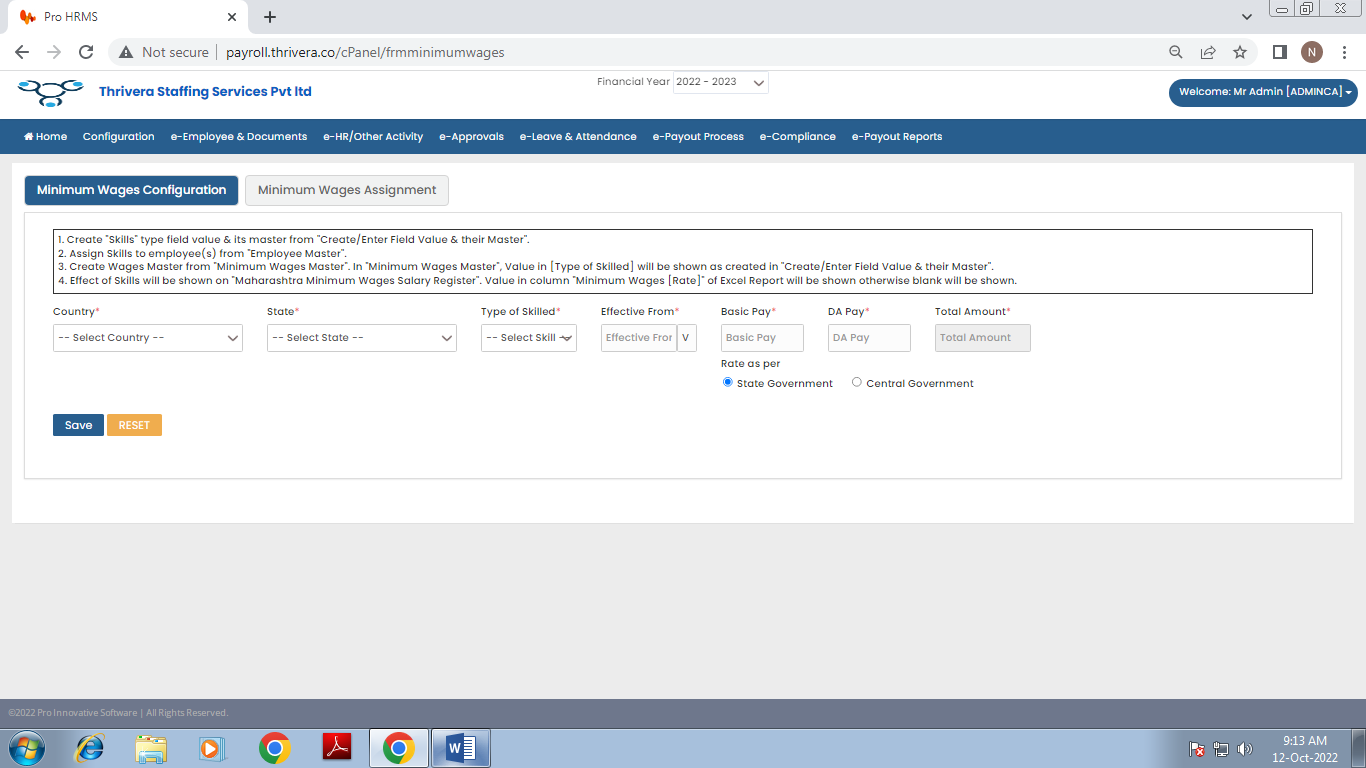 Pro HRMS
Not secure payroll.thrivera.co/cPanel/frmminimumwages N
Thrivera Staffing Services Pvt ltd
Financial Year 2022 - 2023
Welcome: Mr Admin [ADMINCA]
Home Configuration e-Employee & Documents e-HR/Other Activity e-Approvals e-Leave & Attendance e-Payout Process e-Compliance e-Payout Reports
Minimum Wages Configuration Minimum Wages Assignment
1. Create "Skills" type field value & its master from "Create/Enter Field Value & their Master".
2. Assign Skills to employee(s) from "Employee Master".
3. Create Wages Master from "Minimum Wages Master". In "Minimum Wages Master", Value in [Type of Skilled] will be shown as created in "Create/Enter Field Value & their Master".
4. Effect of Skills will be shown on "Maharashtra Minimum Wages Salary Register". Value in column "Minimum Wages [Rate]" of Excel Report will be shown otherwise blank will be shown.
Country* State* Type of Skilled* Effective From* Basic Pay* DA Pay* Total Amount*
-- Select Country -- -- Select State -- -- Select Skill -- Effective From V Basic Pay DA Pay Total Amount
Rate as per
State Government Central Government
Save RESET
©2022 Pro Innovative Software | All Rights Reserved.
W
9:13 AM
12-Oct-2022